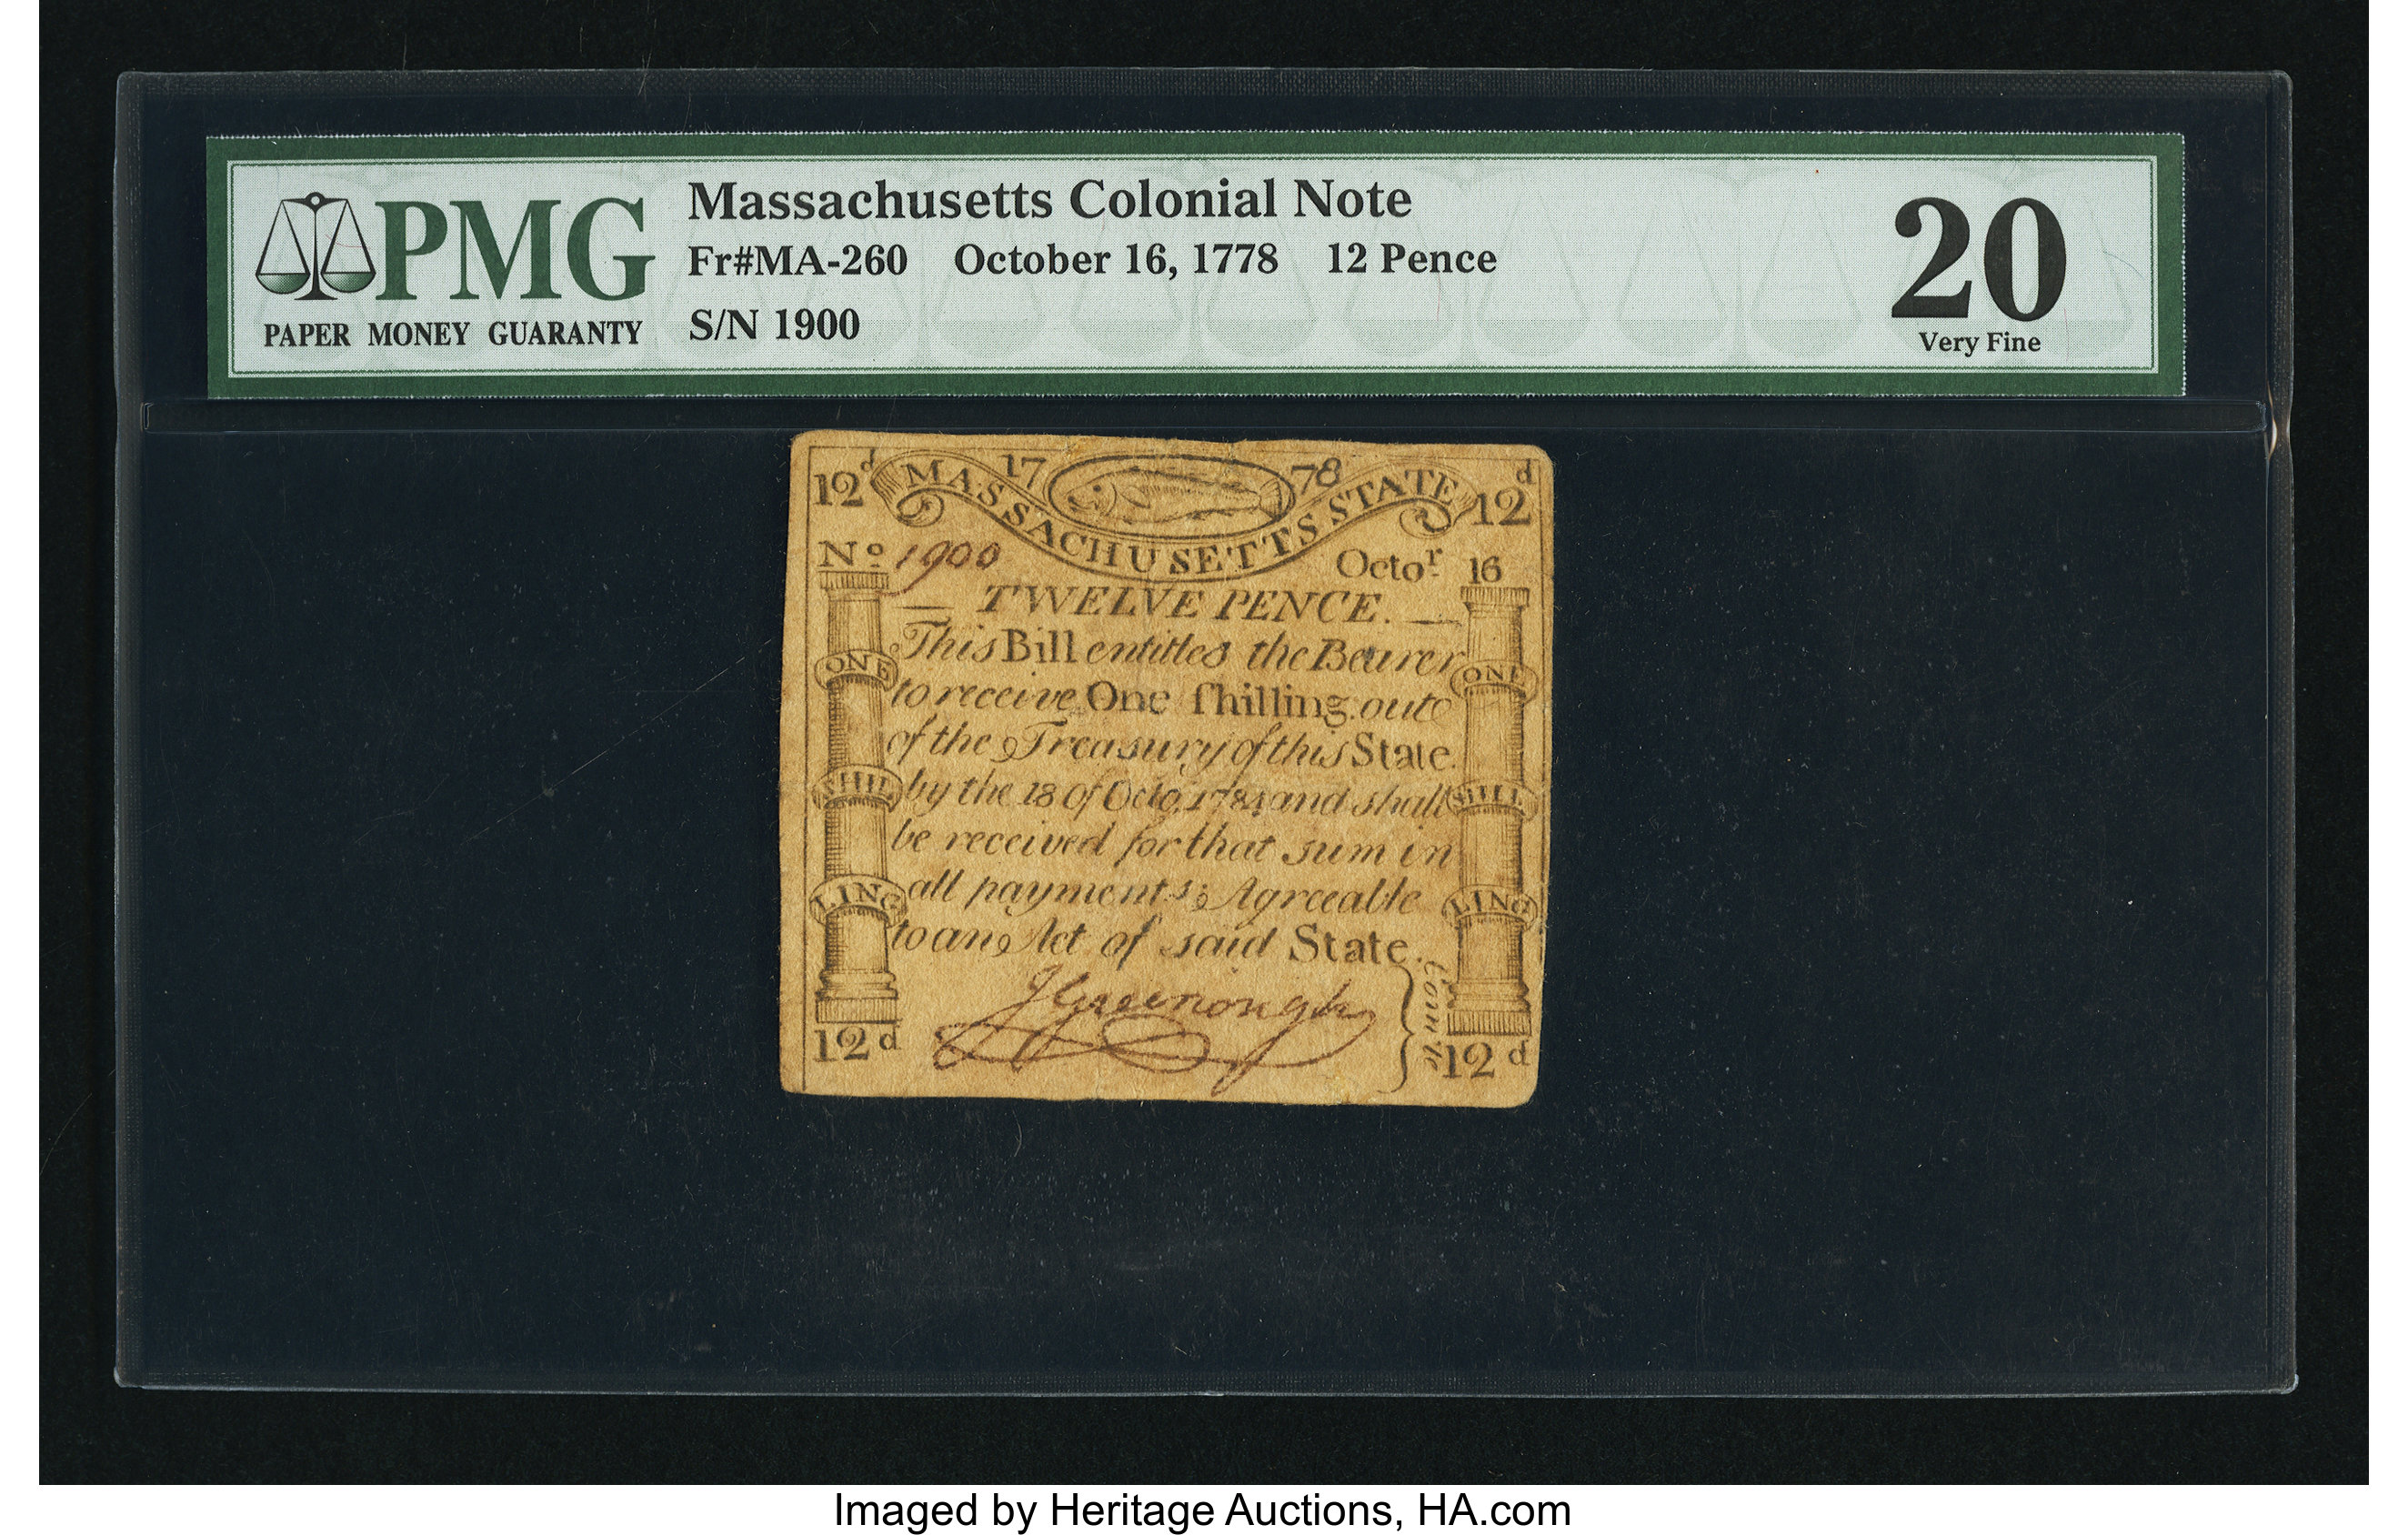 PMG
PAPER MONEY GUARANTY
Massachusetts Colonial Note
Fr#MA-260 October 16, 1778 12 Pence
S/N 1900
20
Very Fine
12d 17 78 12d
MASSACHUSETTS STATE
No. 1900 Octor. 16
TWELVE PENCE.
This Bill entitles the Bearer
to receive One ſhilling out
of the Treasury of this State
by the 18 of Octo, 1784 and shall
be received for that sum in
all payments Agreeable
to an Act of said State.
ONE SHIL LING
ONE SHIL LING
J Greenough
Comtte
12d 12d
Imaged by Heritage Auctions, HA.com